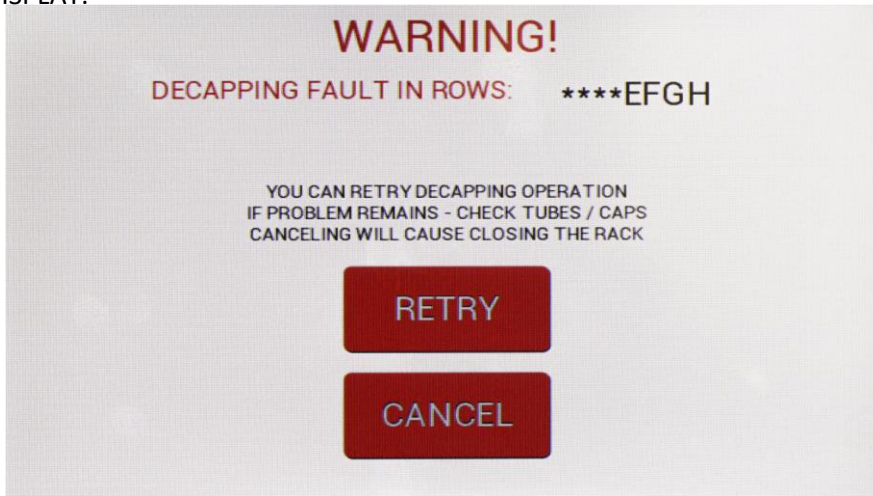 WARNING!
DECAPPING FAULT IN ROWS: ****EFGH
YOU CAN RETRY DECAPPING OPERATION
IF PROBLEM REMAINS - CHECK TUBES / CAPS
CANCELING WILL CAUSE CLOSING THE RACK
RETRY
CANCEL